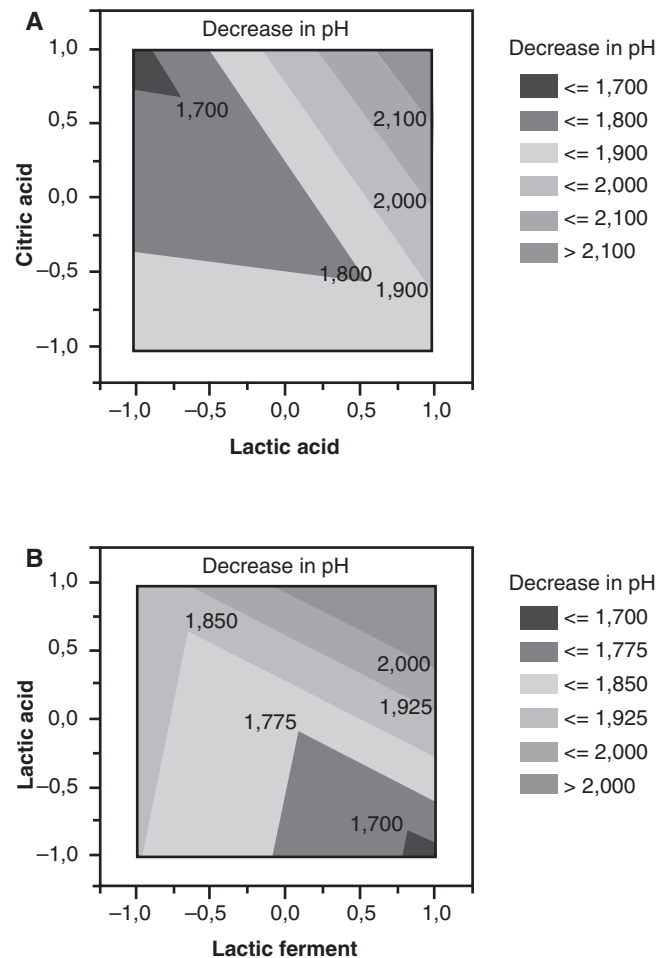 A
Decrease in pH
1,0
0,5
0,0
−0,5
−1,0
Citric acid
1,700
2,100
2,000
1,800
1,900
−1,0 −0,5 0,0 0,5 1,0
Lactic acid
Decrease in pH
<= 1,700
<= 1,800
<= 1,900
<= 2,000
<= 2,100
> 2,100
B
Decrease in pH
1,0
0,5
0,0
−0,5
−1,0
Lactic acid
1,850
2,000
1,925
1,775
1,700
−1,0 −0,5 0,0 0,5 1,0
Lactic ferment
Decrease in pH
<= 1,700
<= 1,775
<= 1,850
<= 1,925
<= 2,000
> 2,000